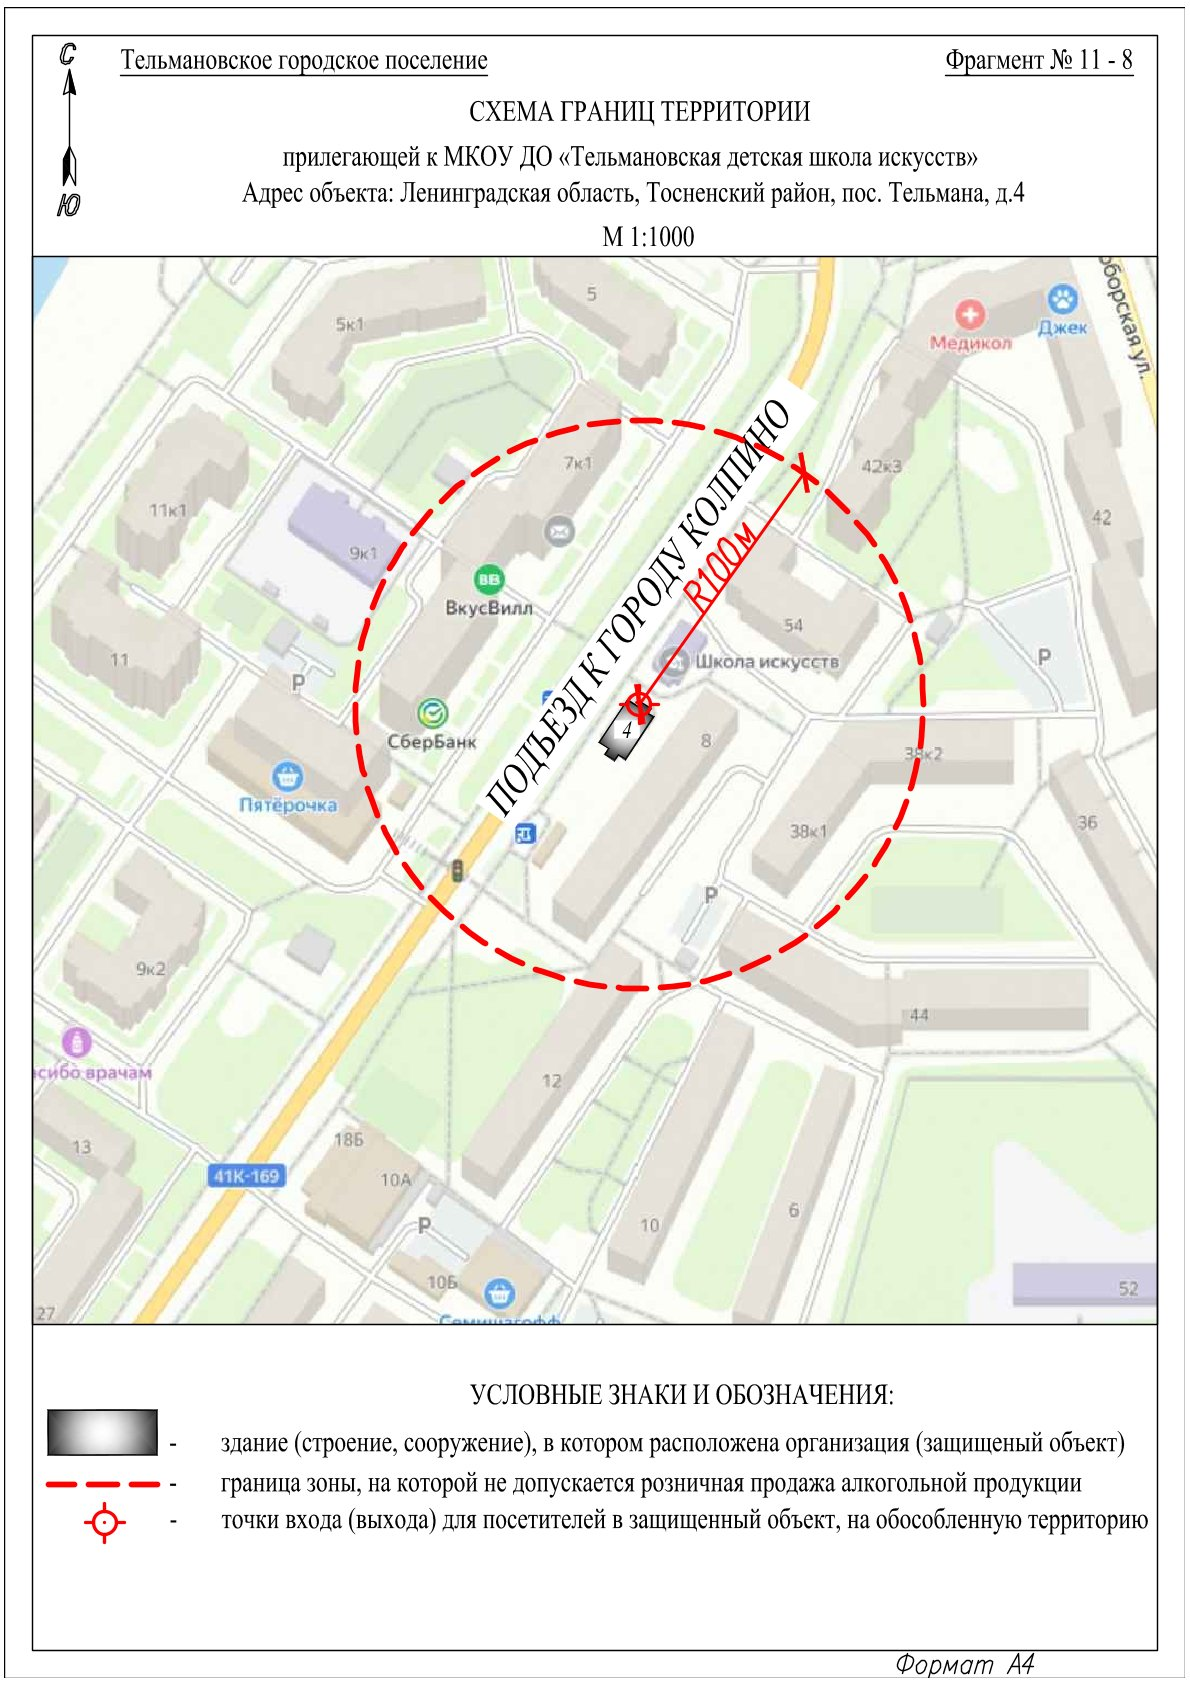 С
Ю
Тельмановское городское поселение
Фрагмент № 11 - 8
СХЕМА ГРАНИЦ ТЕРРИТОРИИ
прилегающей к МКОУ ДО «Тельмановская детская школа искусств»
Адрес объекта: Ленинградская область, Тосненский район, пос. Тельмана, д.4
М 1:1000
5к1
5
Медикол
Джек
оборская ул.
7к1
42к3
11к1
9к1
42
ВкусВилл
ПОДЪЕЗД К ГОРОДУ КОЛПИНО
R100м
54
Школа искусств
11
Р
Р
СберБанк
4
8
38к2
Пятёрочка
38к1
36
Р
9к2
44
сибо врачам
12
18Б
13
10А
41К-169
Р
10
6
10Б
52
27
Семишагофф
УСЛОВНЫЕ ЗНАКИ И ОБОЗНАЧЕНИЯ:
- здание (строение, сооружение), в котором расположена организация (защищеный объект)
- граница зоны, на которой не допускается розничная продажа алкогольной продукции
- точки входа (выхода) для посетителей в защищенный объект, на обособленную территорию
Формат А4